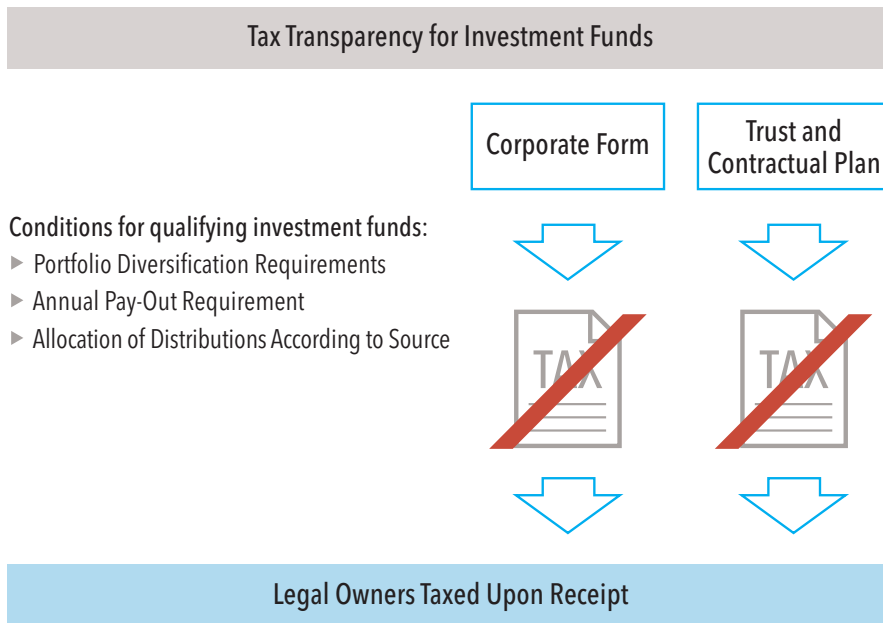 Tax Transparency for Investment Funds
Corporate Form
Trust and
Contractual Plan
Conditions for qualifying investment funds:
Portfolio Diversification Requirements
Annual Pay-Out Requirement
Allocation of Distributions According to Source
TAX
TAX
Legal Owners Taxed Upon Receipt